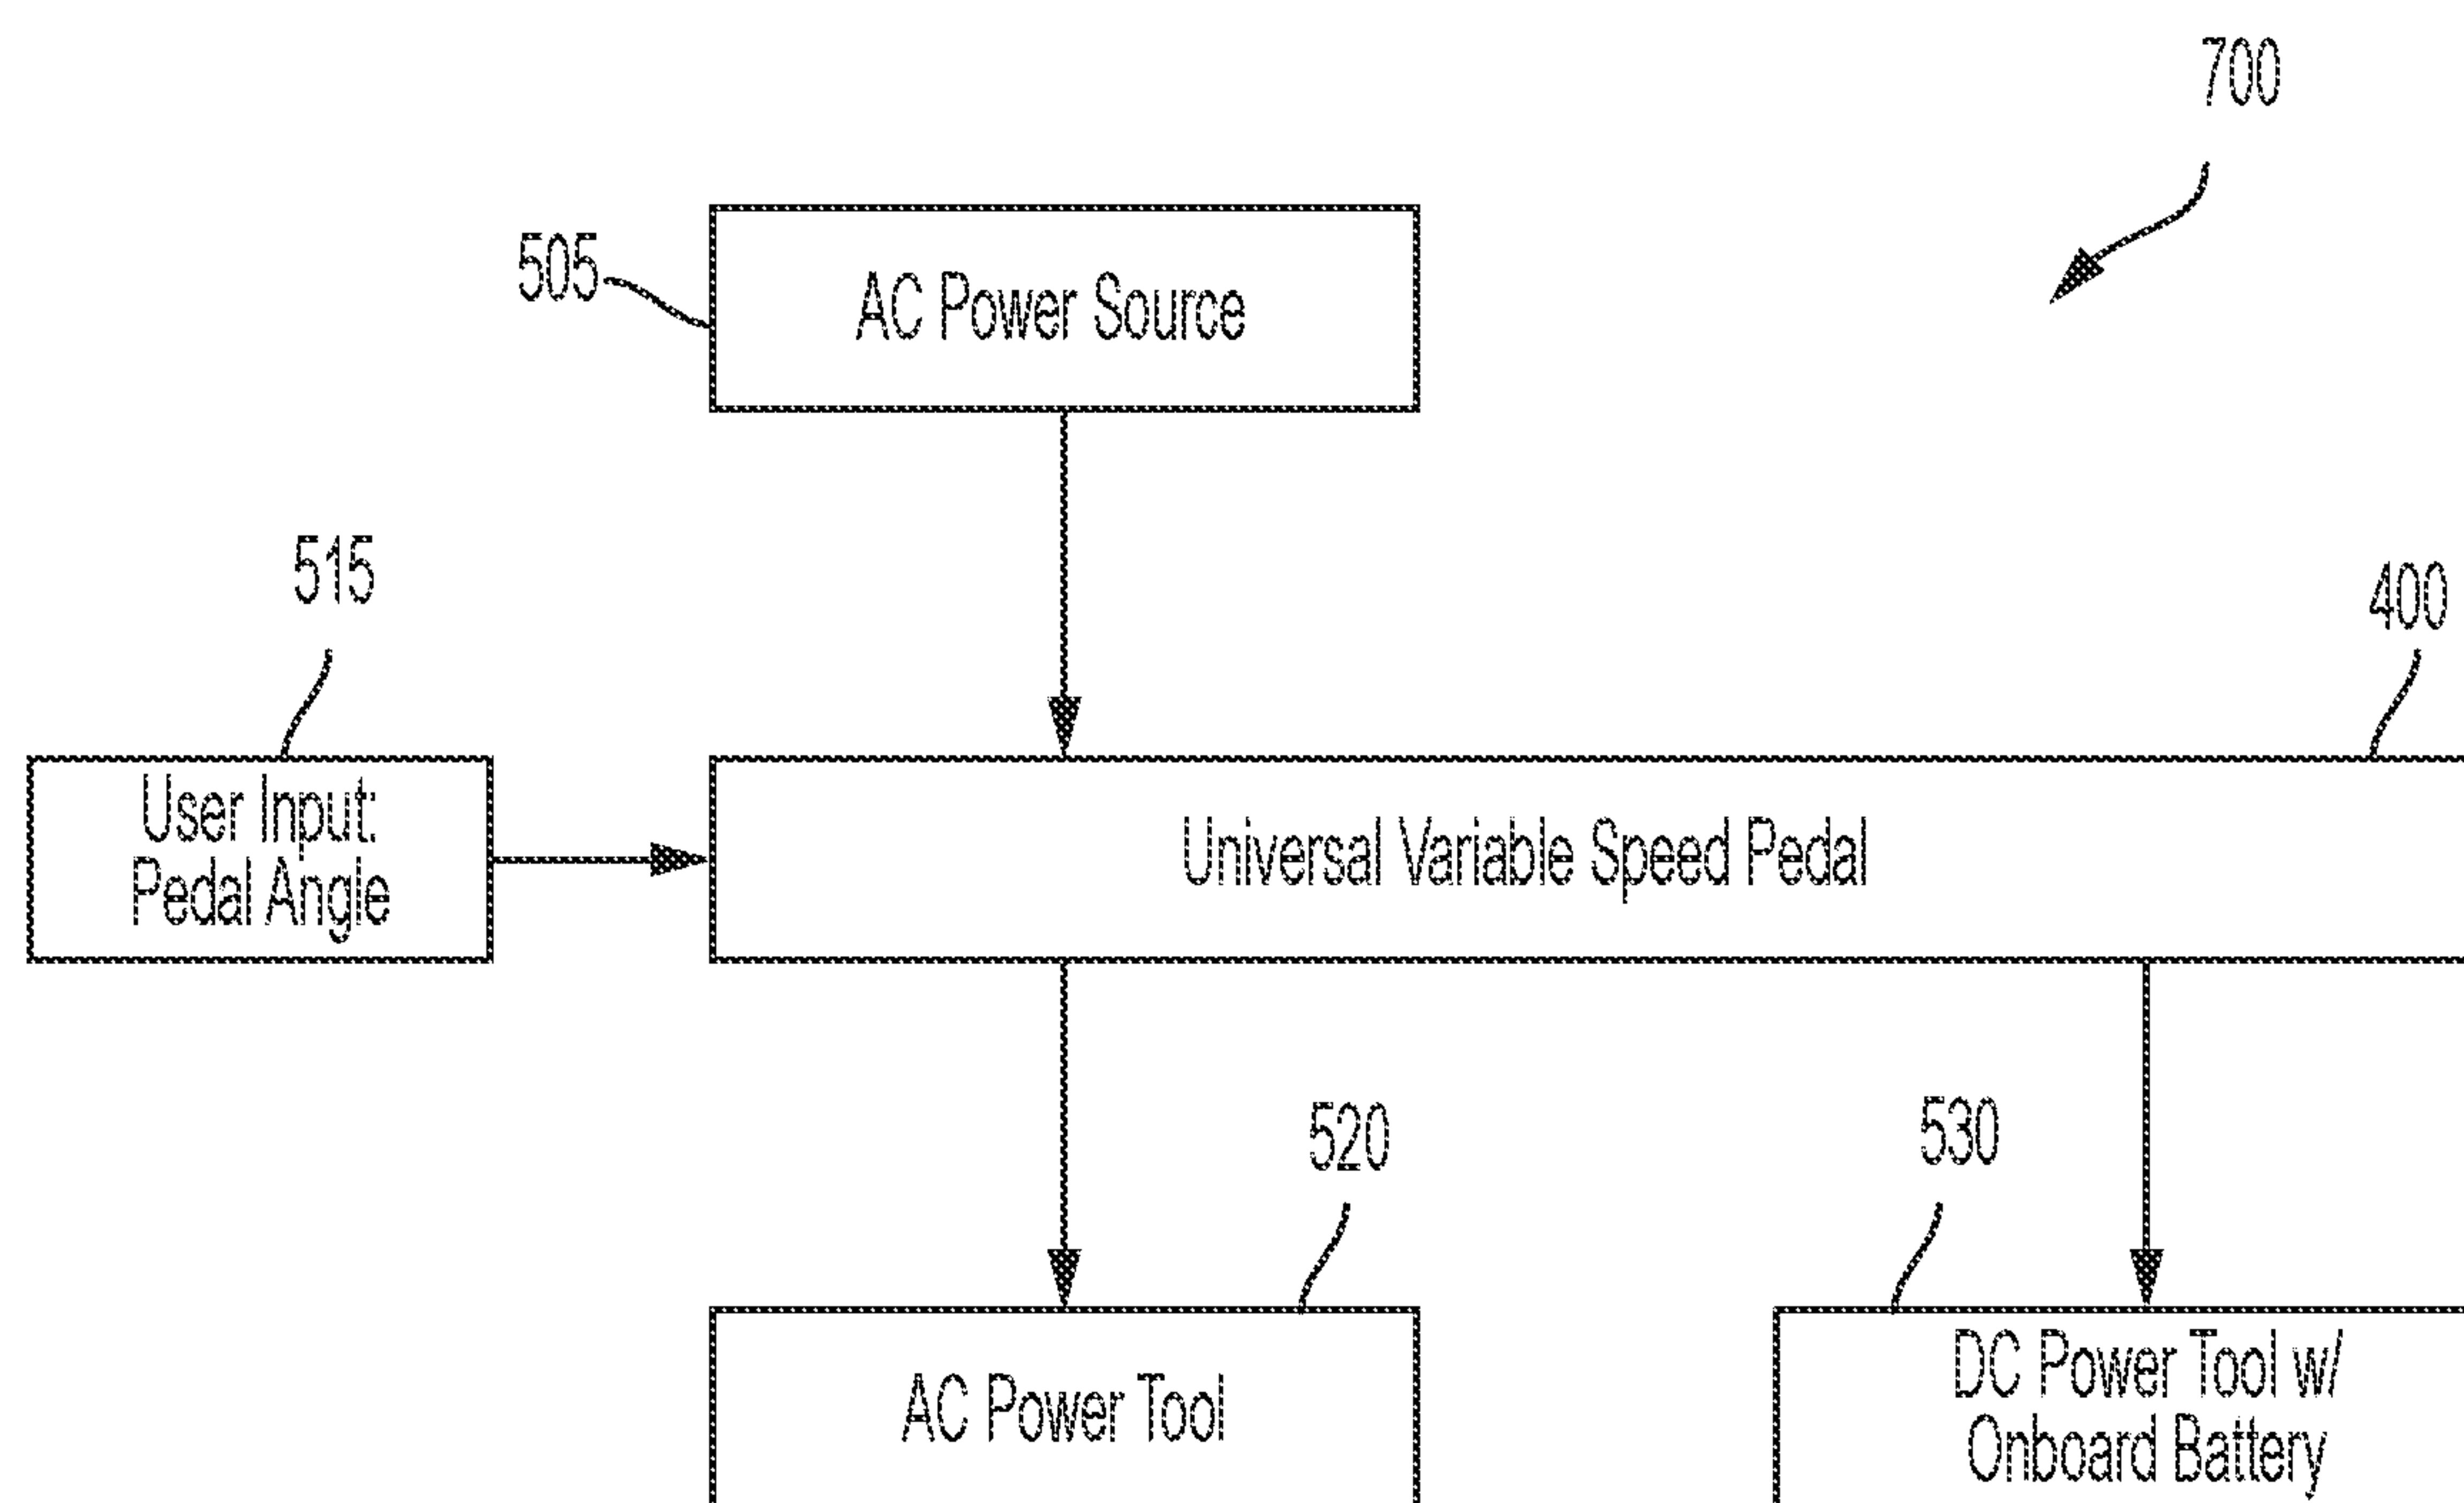 700
505
AC Power Source
515
400
User Input:
Pedal Angle
Universal Variable Speed Pedal
520
530
AC Power Tool
DC Power Tool w/
Onboard Battery